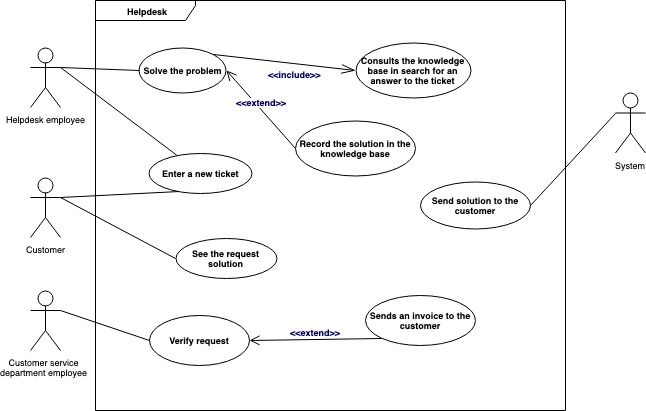 Helpdesk
Solve the problem
<<include>>
Consults the knowledge
base in search for an
answer to the ticket
<<extend>>
Helpdesk employee
Record the solution in the
knowledge base
System
Enter a new ticket
Send solution to the
customer
Customer
See the request
solution
Sends an invoice to the
customer
<<extend>>
Verify request
Customer service
department employee